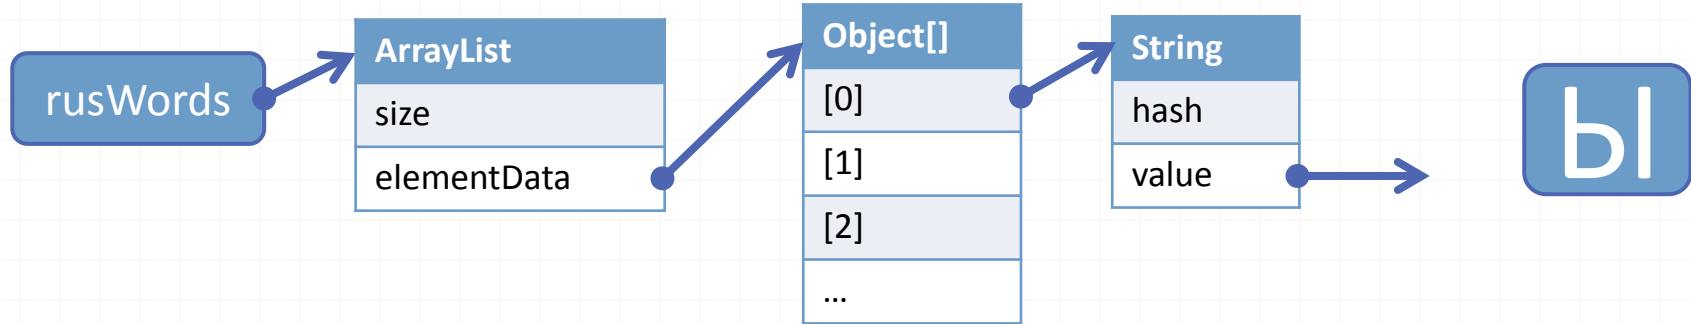 rusWords
ArrayList
size
elementData
Object[]
[0]
[1]
[2]
...
String
hash
value
Ы